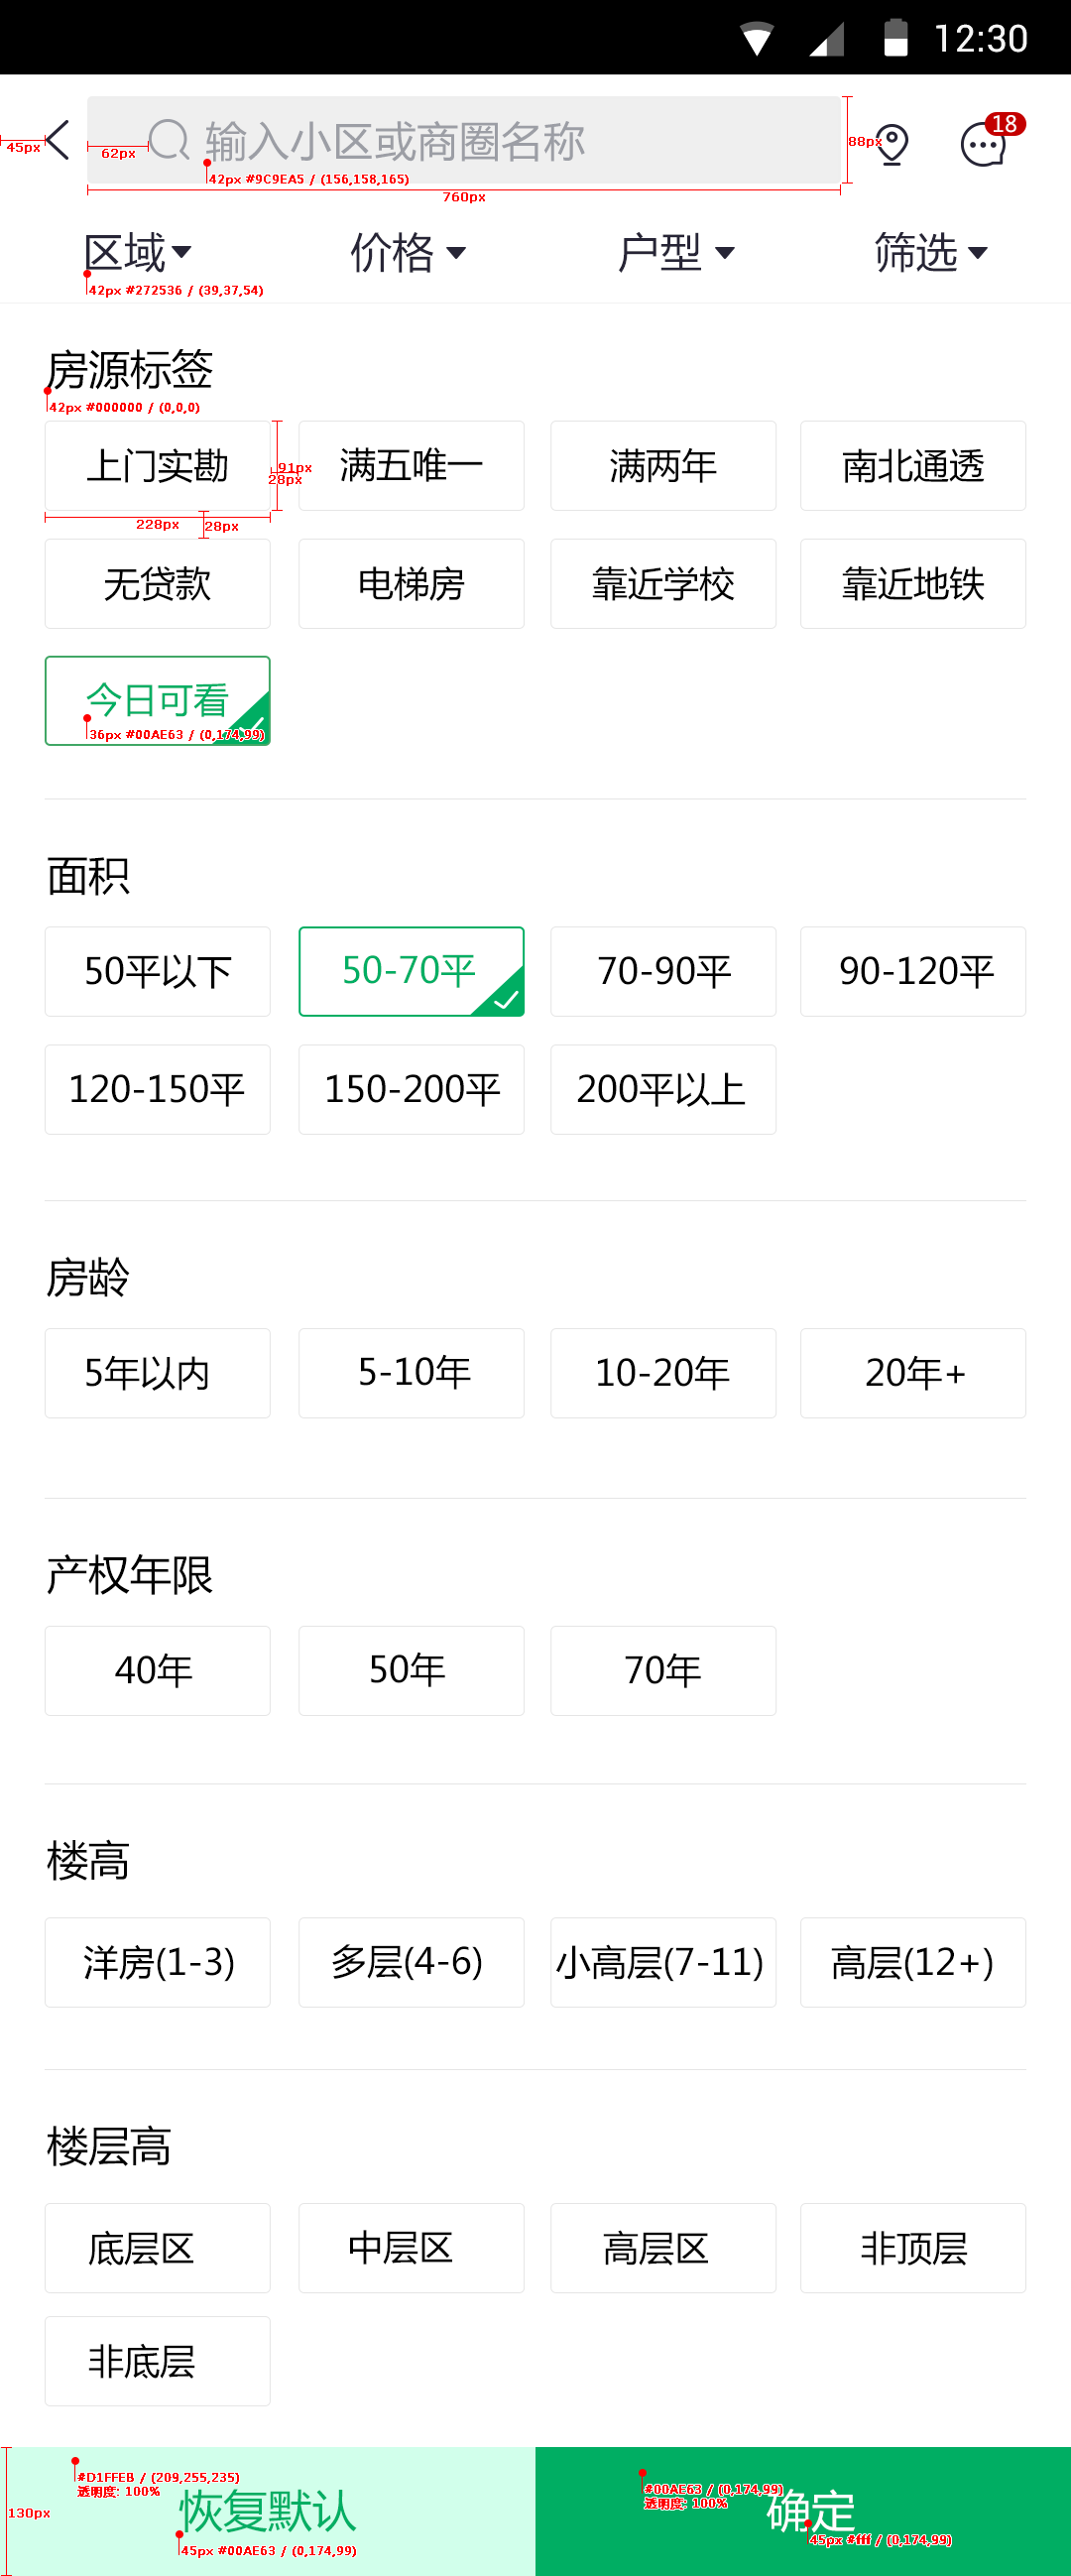 12:30
输入小区或商圈名称
18
45px
62px
88px
42px #9C9EA5 / (156,158,165)
760px
区域 价格 户型 筛选
42px #272536 / (39,37,54)
房源标签
42px #000000 / (0,0,0)
上门实勘 满五唯一 满两年 南北通透
91px
28px
228px
28px
无贷款 电梯房 靠近学校 靠近地铁
今日可看
36px #00AE63 / (0,174,99)
面积
50平以下 50-70平 70-90平 90-120平
120-150平 150-200平 200平以上
房龄
5年以内 5-10年 10-20年 20年+
产权年限
40年 50年 70年
楼高
洋房(1-3) 多层(4-6) 小高层(7-11) 高层(12+)
楼层高
底层区 中层区 高层区 非顶层
非底层
#D1FFEB / (209,255,235)
透明度: 100%
恢复默认
130px
45px #00AE63 / (0,174,99)
#00AE63 / (0,174,99)
透明度: 100%
确定
45px #fff / (0,174,99)